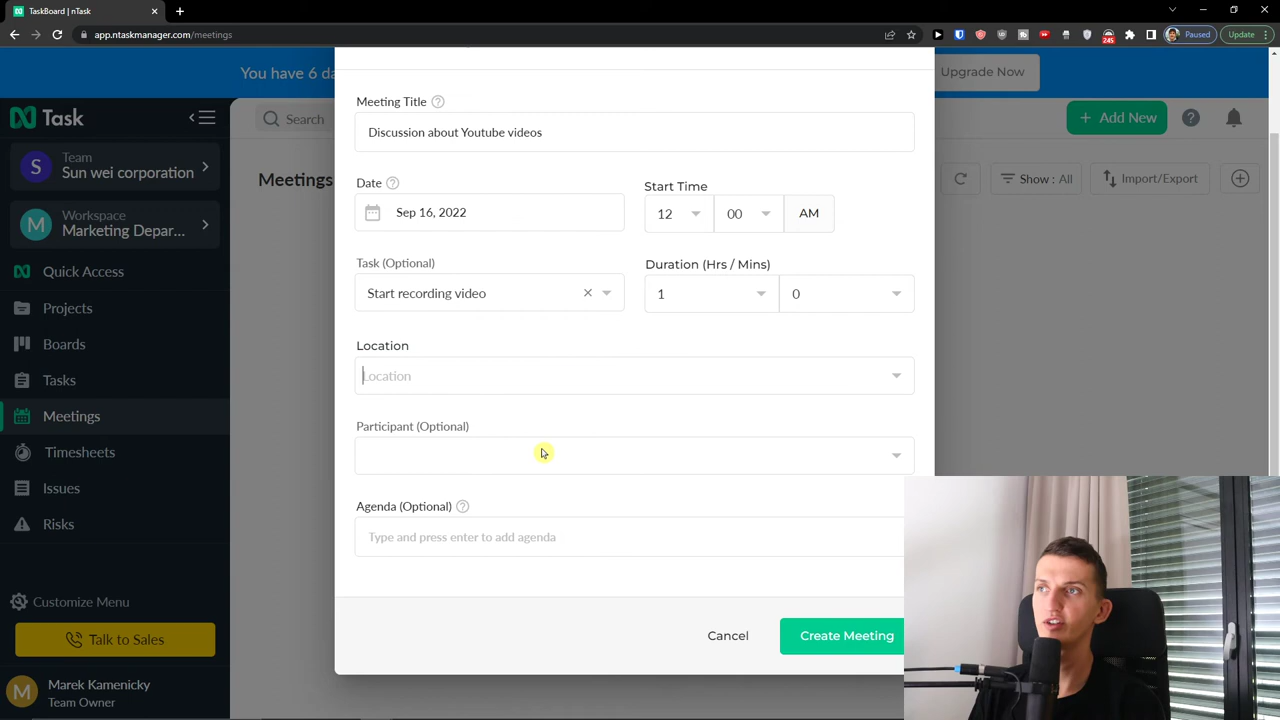 TaskBoard | nTask
app.ntaskmanager.com/meetings
245
Paused
Update
You have 6 da
Upgrade Now
Task
Search
Add New
Team
Sun wei corporation
Workspace
Marketing Depar...
Meetings
Show : All
Import/Export
Quick Access
Projects
Boards
Tasks
Meetings
Timesheets
Issues
Risks
Customize Menu
Talk to Sales
Marek Kamenicky
Team Owner
Meeting Title
Discussion about Youtube videos
Date
Start Time
Sep 16, 2022
12
00
AM
Task (Optional)
Duration (Hrs / Mins)
Start recording video
1
0
Location
Location
Participant (Optional)
Agenda (Optional)
Type and press enter to add agenda
Cancel
Create Meeting